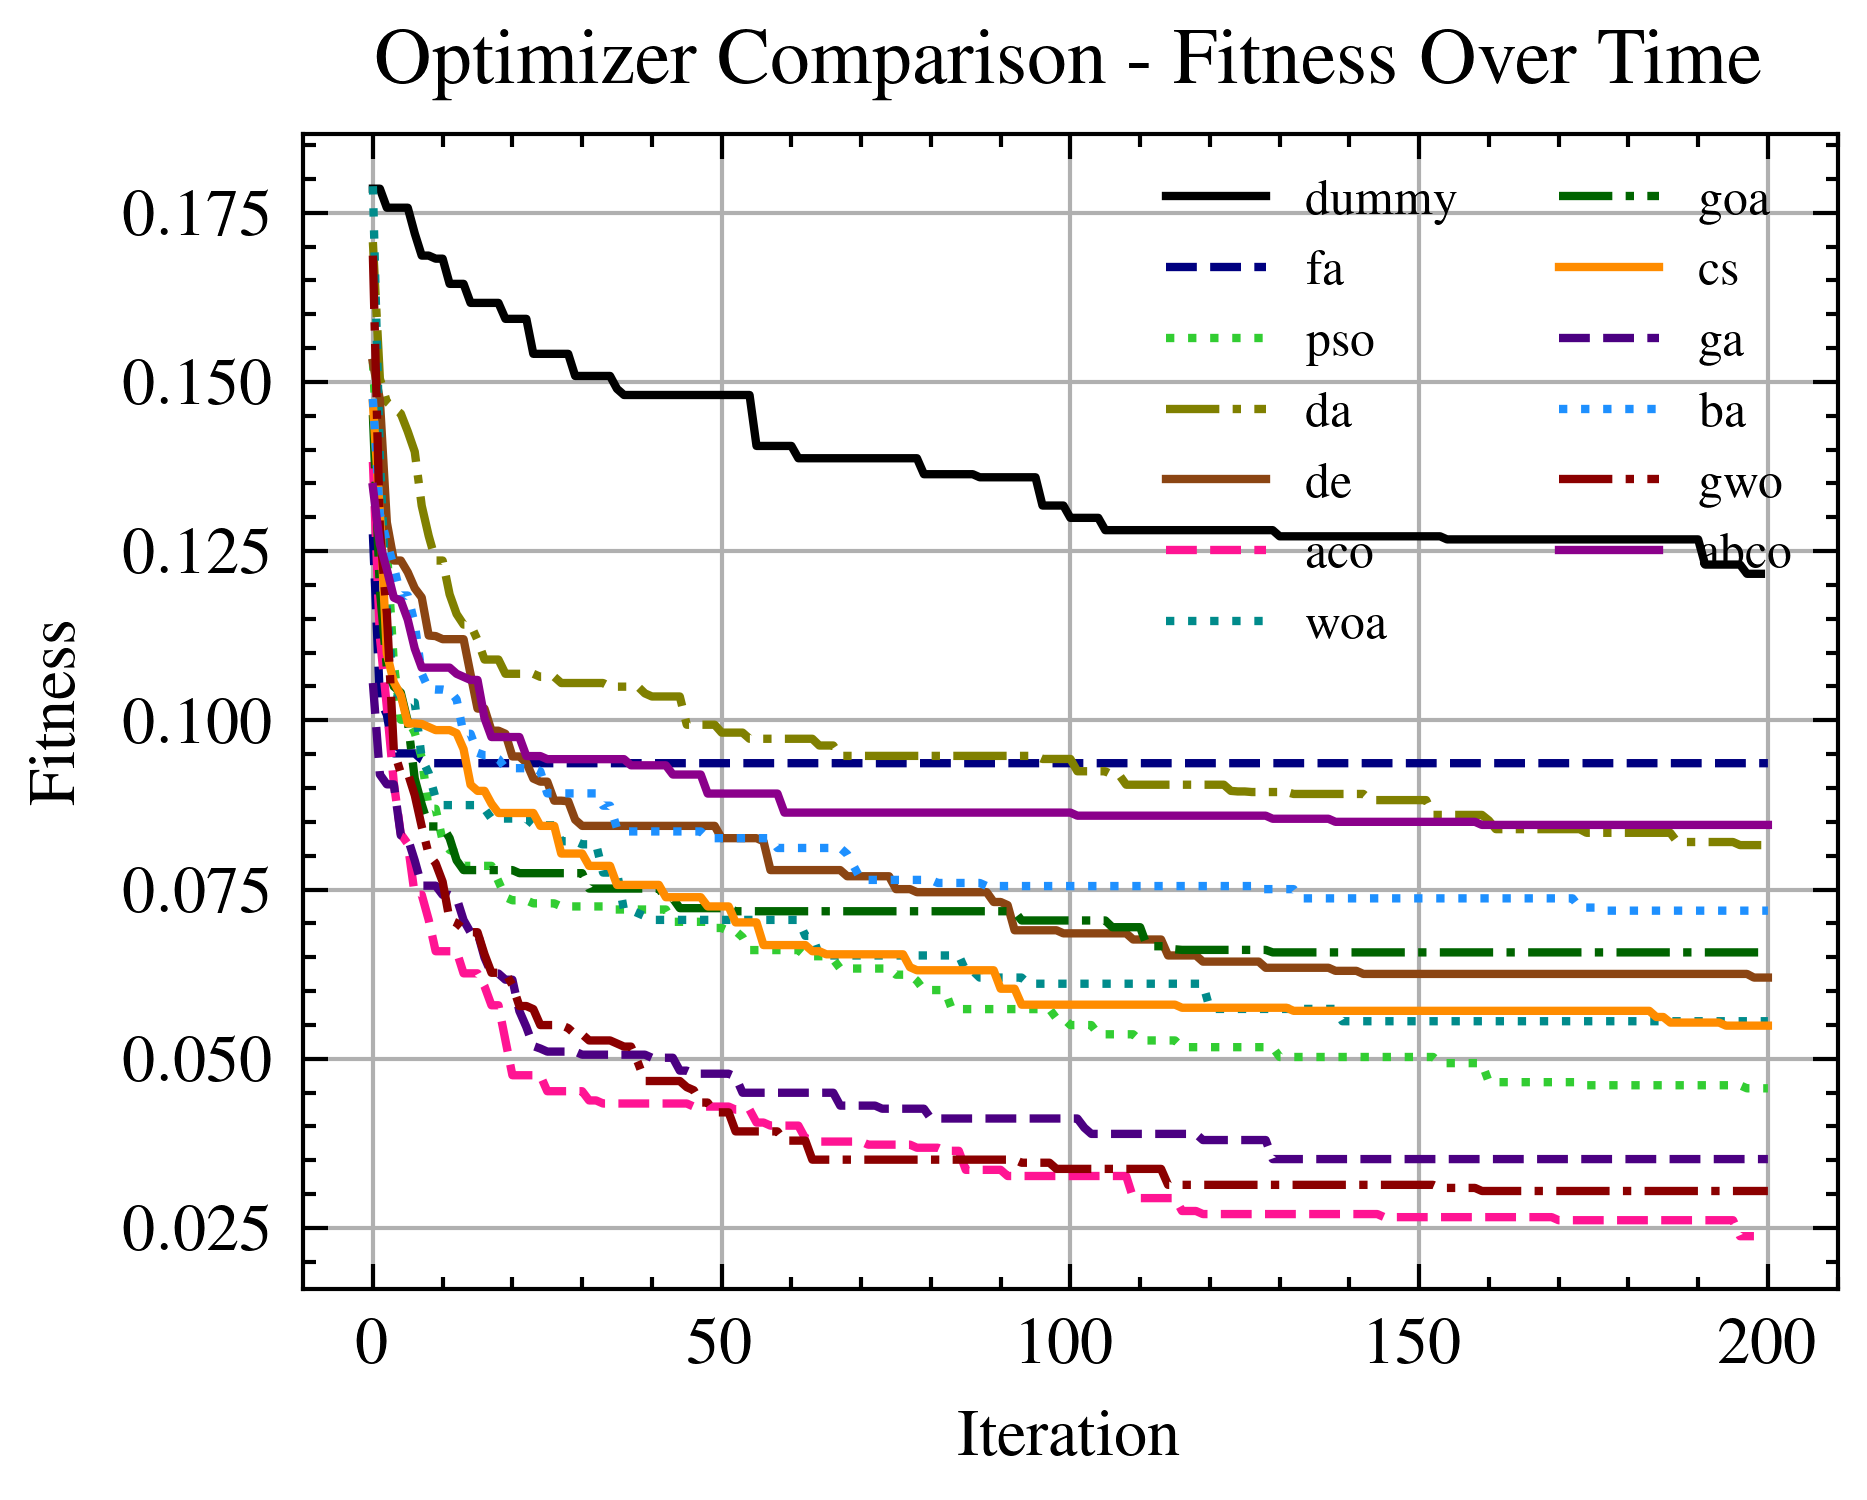 Optimizer Comparison - Fitness Over Time
Fitness
0.175
0.150
0.125
0.100
0.075
0.050
0.025
dummy
fa
pso
da
de
aco
woa
goa
cs
ga
ba
gwo
abco
0
50
100
150
200
Iteration